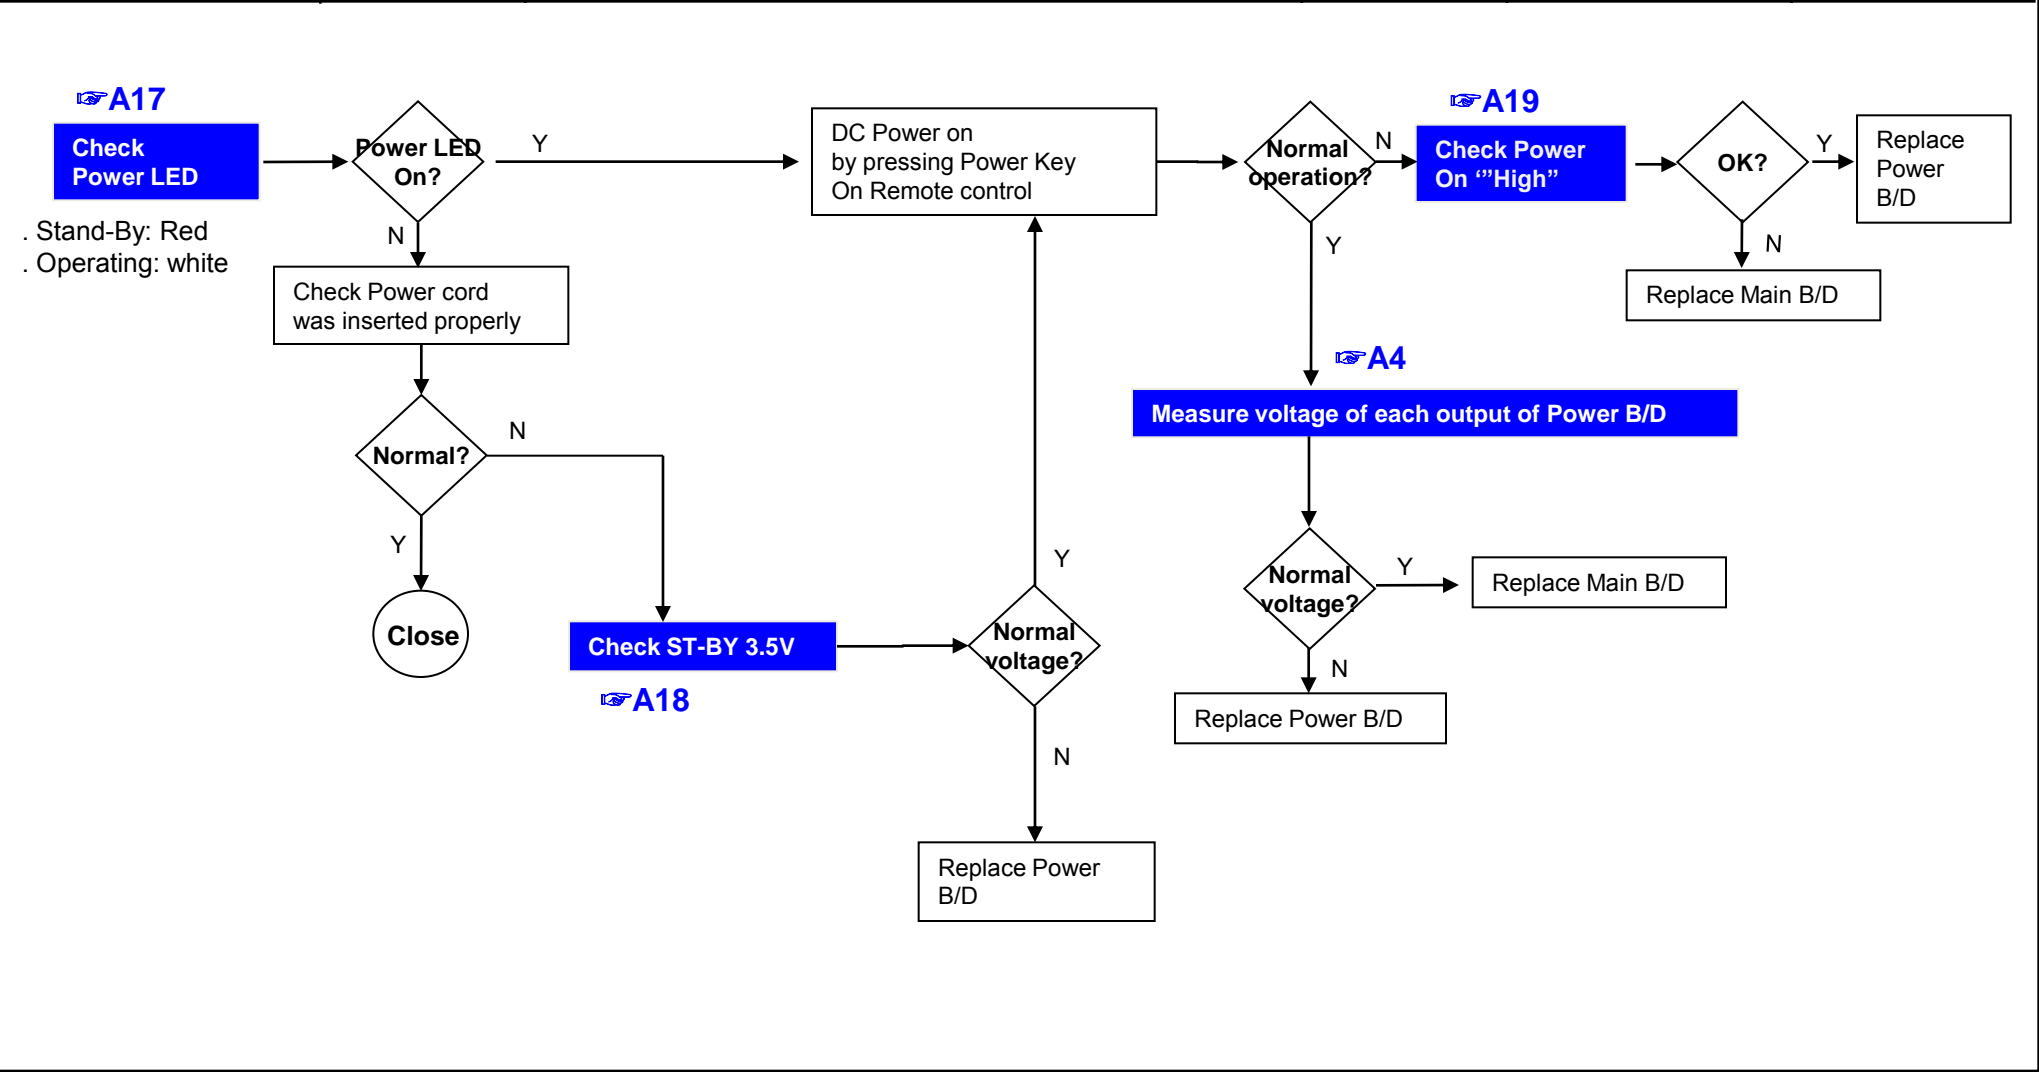 ☞A17
Check
Power LED
. Stand-By: Red
. Operating: white
Power LED
On?
Y
N
Check Power cord
was inserted properly
Normal?
N
Y
Close
Check ST-BY 3.5V
☞A18
Normal
voltage?
Y
N
Replace Power
B/D
DC Power on
by pressing Power Key
On Remote control
Normal
operation?
N
Y
☞A19
Check Power
On ‘”High”
OK?
Y
Replace
Power
B/D
N
Replace Main B/D
☞A4
Measure voltage of each output of Power B/D
Normal
voltage?
Y
Replace Main B/D
N
Replace Power B/D